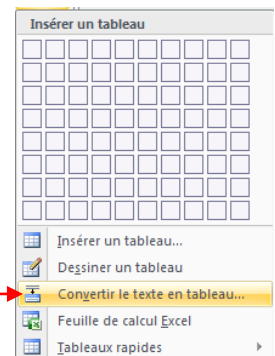 Insérer un tableau
Insérer un tableau...
Dessiner un tableau
Convertir le texte en tableau...
Feuille de calcul Excel
Tableaux rapides